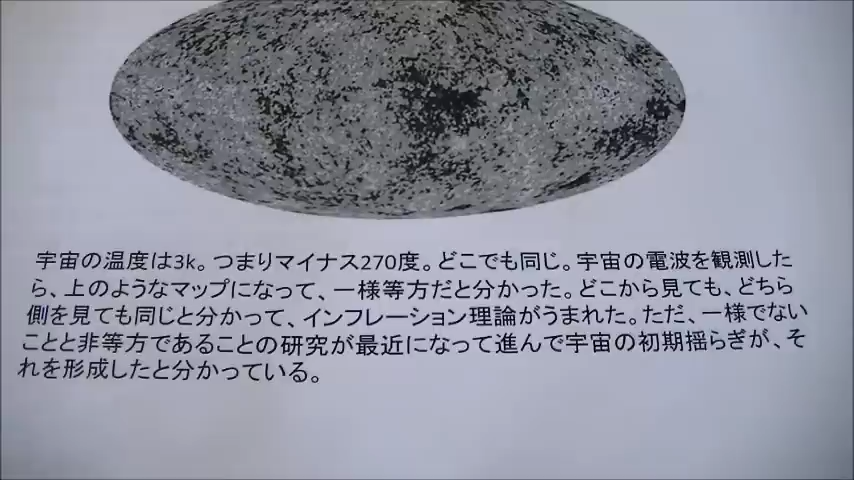 宇宙の温度は3k。つまりマイナス270度。どこでも同じ。宇宙の電波を観測した
ら、上のようなマップになって、一様等方だと分かった。どこから見ても、どちら
側を見ても同じと分かって、インフレーション理論がうまれた。ただ、一様でない
ことと非等方であることの研究が最近になって進んで宇宙の初期揺らぎが、そ
れを形成したと分かっている。